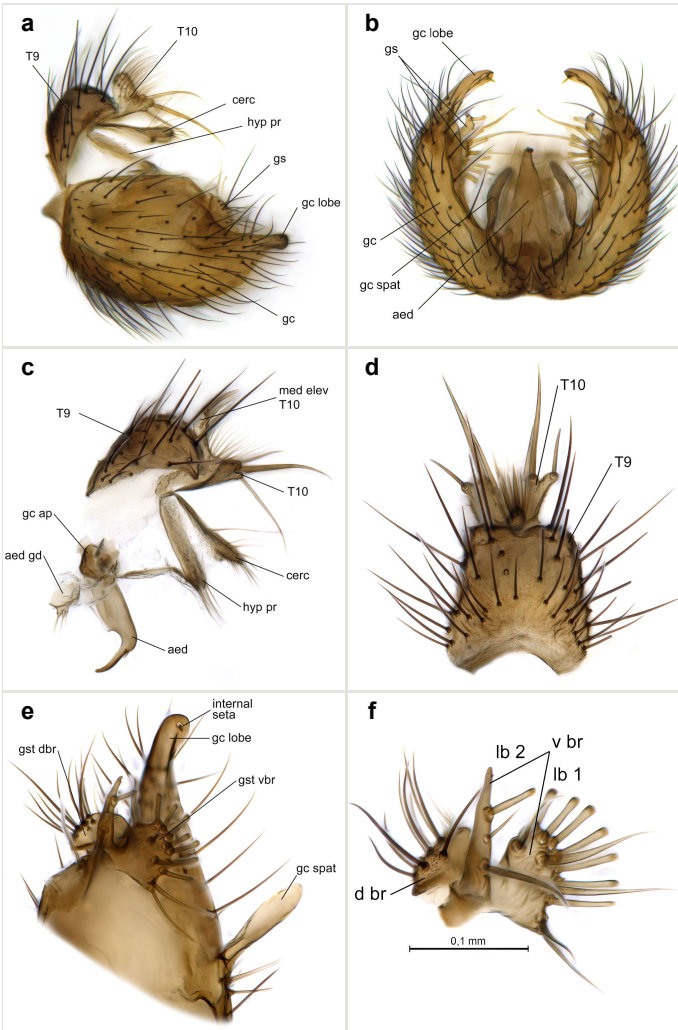 a
T10
T9
cerc
hyp pr
gs
gc lobe
gc
b
gc lobe
gs
gc
gc spat
aed
c
med elev
T10
T9
T10
gc ap
aed gd
cerc
hyp pr
aed
d
T10
T9
e
internal
seta
gc lobe
gst dbr
gst vbr
gc spat
f
v br
lb 2
lb 1
d br
0,1 mm